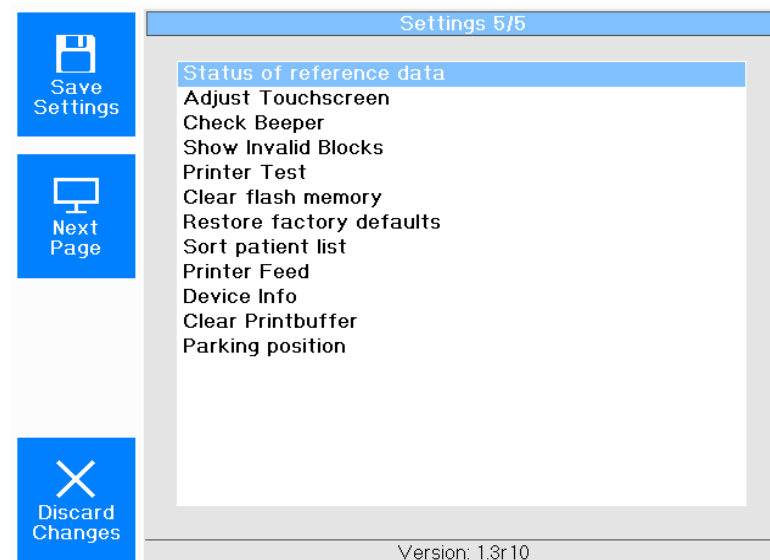 Settings 5/5
Save
Settings
Next
Page
Discard
Changes
Status of reference data
Adjust Touchscreen
Check Beeper
Show Invalid Blocks
Printer Test
Clear flash memory
Restore factory defaults
Sort patient list
Printer Feed
Device Info
Clear Printbuffer
Parking position
Version: 1.3r10